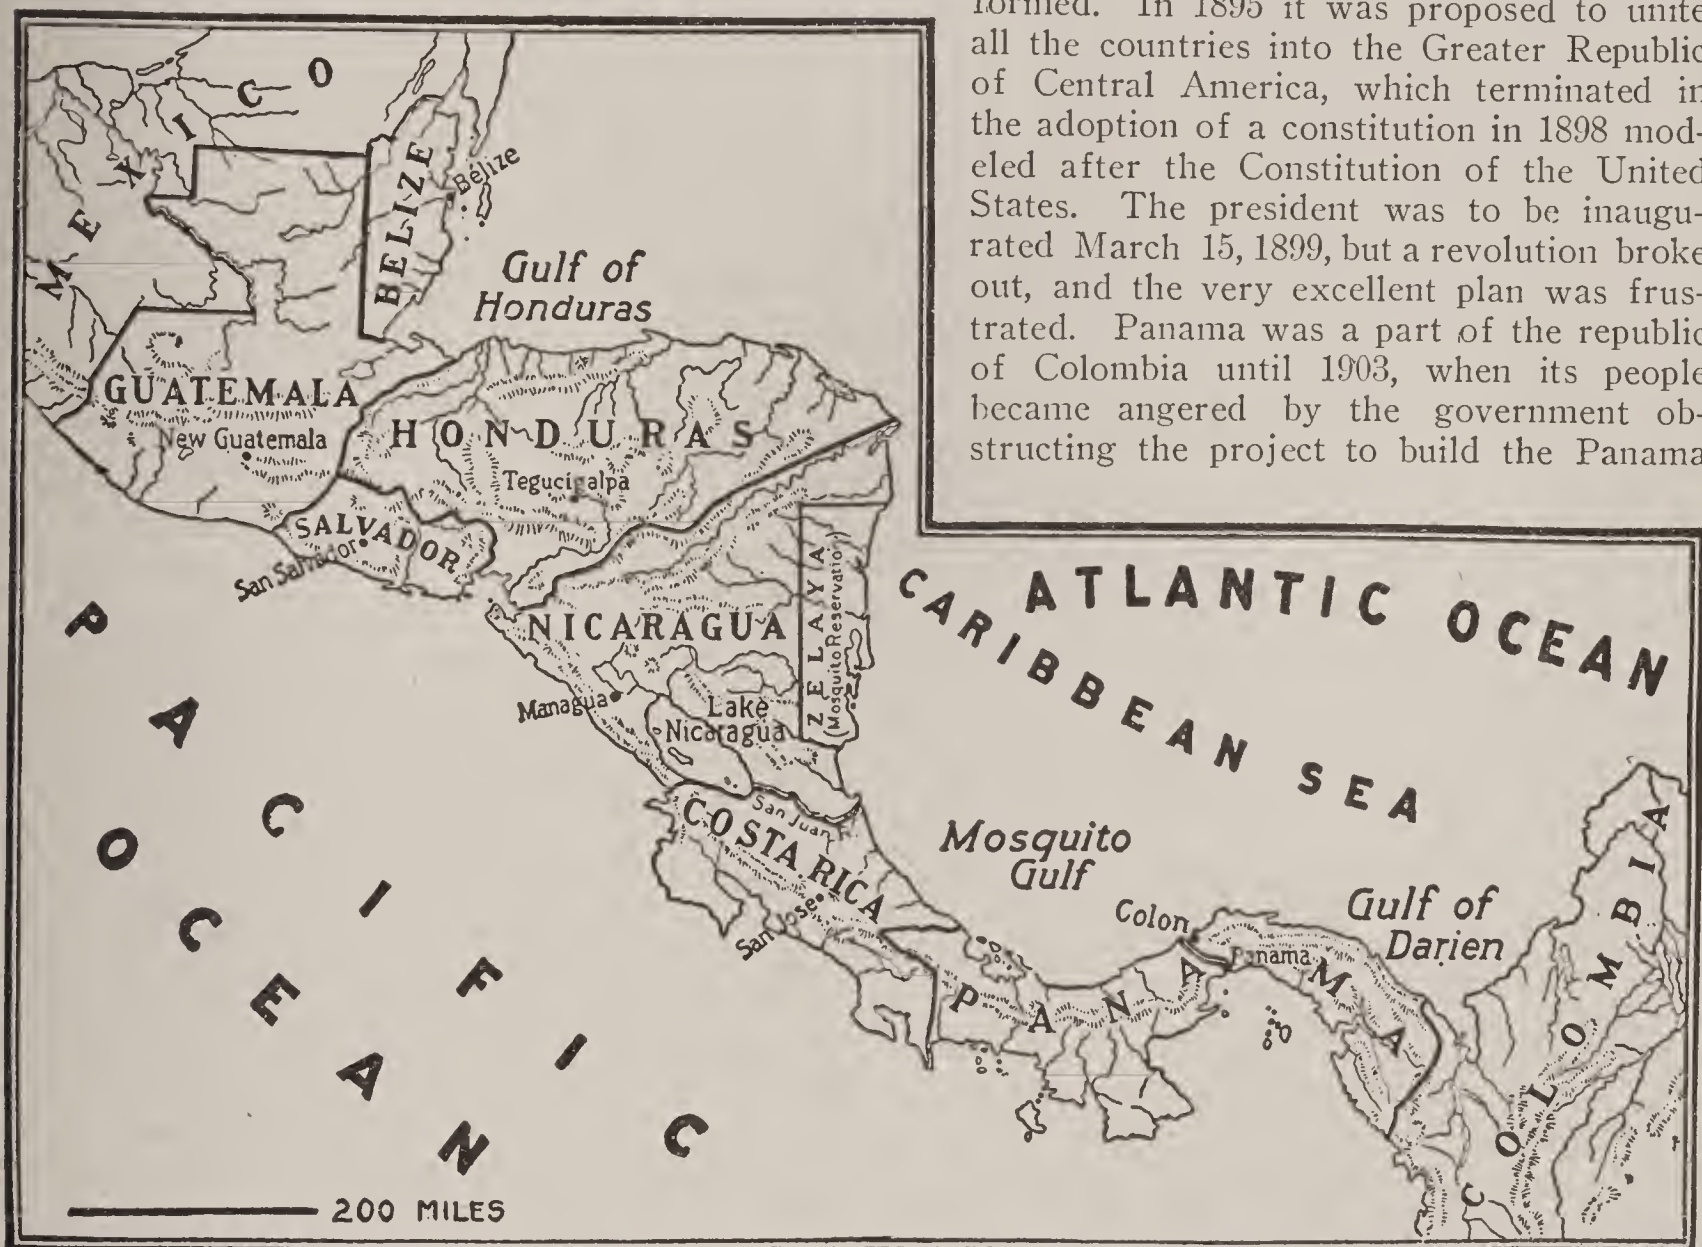 formed. In 1895 it was proposed to unite
all the countries into the Greater Republic
of Central America, which terminated in
the adoption of a constitution in 1898 mod-
eled after the Constitution of the United
States. The president was to be inaugu-
rated March 15, 1899, but a revolution broke
out, and the very excellent plan was frus-
trated. Panama was a part of the republic
of Colombia until 1903, when its people
became angered by the government ob-
structing the project to build the Panama
MEXICO
BELIZE
Bélize
Gulf of
Honduras
GUATEMALA
New Guatemala
HONDURAS
Tegucigalpa
SALVADOR
San Salvador
NICARAGUA
ZELAYA
(Mosquito Reservation)
Managua
Lake
Nicaragua
ATLANTIC OCEAN
CARIBBEAN SEA
PACIFIC
OCEAN
San Juan R.
COSTA RICA
San Jose
Mosquito
Gulf
Colon
Panama
Gulf of
Darien
PANAMA
COLOMBIA
200 MILES